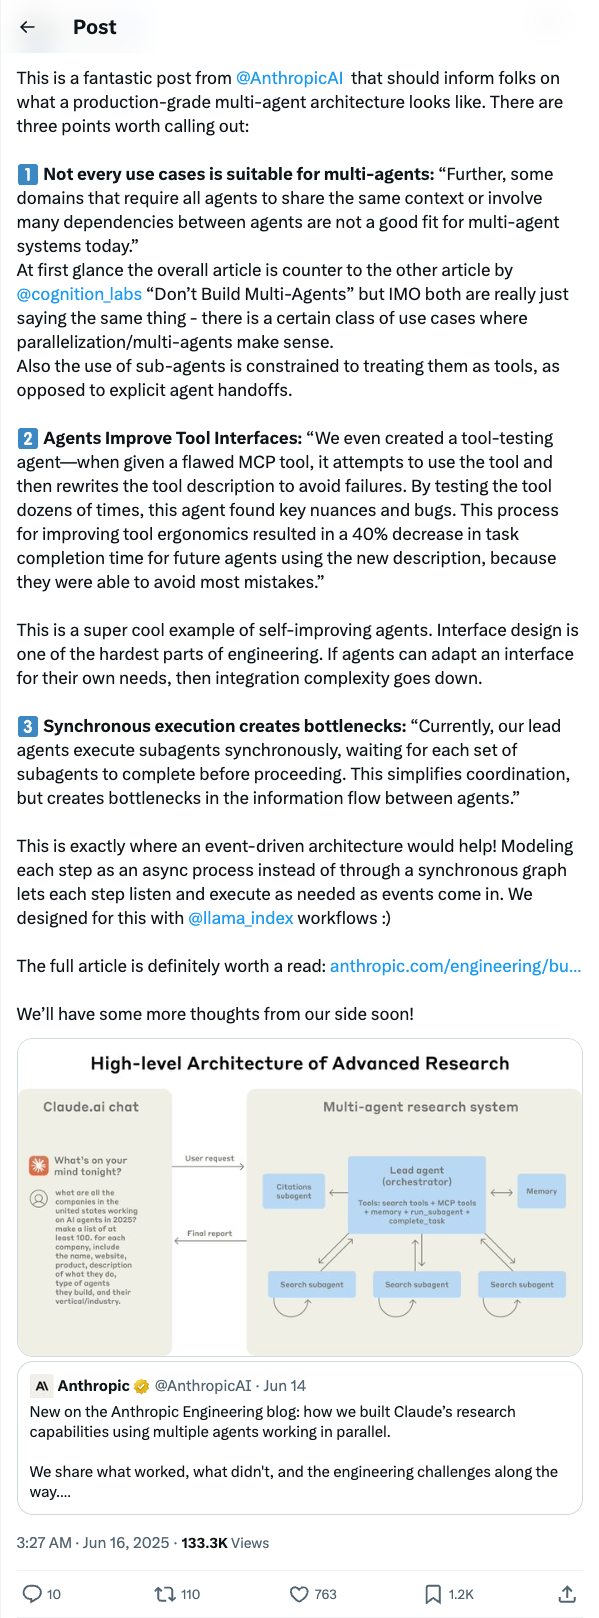 Post
This is a fantastic post from @AnthropicAI that should inform folks on
what a production-grade multi-agent architecture looks like. There are
three points worth calling out:
1 Not every use cases is suitable for multi-agents: “Further, some
domains that require all agents to share the same context or involve
many dependencies between agents are not a good fit for multi-agent
systems today.”
At first glance the overall article is counter to the other article by
@cognition_labs “Don’t Build Multi-Agents” but IMO both are really just
saying the same thing - there is a certain class of use cases where
parallelization/multi-agents make sense.
Also the use of sub-agents is constrained to treating them as tools, as
opposed to explicit agent handoffs.
2 Agents Improve Tool Interfaces: “We even created a tool-testing
agent—when given a flawed MCP tool, it attempts to use the tool and
then rewrites the tool description to avoid failures. By testing the tool
dozens of times, this agent found key nuances and bugs. This process
for improving tool ergonomics resulted in a 40% decrease in task
completion time for future agents using the new description, because
they were able to avoid most mistakes.”
This is a super cool example of self-improving agents. Interface design is
one of the hardest parts of engineering. If agents can adapt an interface
for their own needs, then integration complexity goes down.
3 Synchronous execution creates bottlenecks: “Currently, our lead
agents execute subagents synchronously, waiting for each set of
subagents to complete before proceeding. This simplifies coordination,
but creates bottlenecks in the information flow between agents.”
This is exactly where an event-driven architecture would help! Modeling
each step as an async process instead of through a synchronous graph
lets each step listen and execute as needed as events come in. We
designed for this with @llama_index workflows :)
The full article is definitely worth a read: anthropic.com/engineering/bu...
We’ll have some more thoughts from our side soon!
High-level Architecture of Advanced Research
Claude.ai chat
What's on your
mind tonight?
what are all the
companies in the
united states working
on AI agents in 2025?
make a list of at
least 100. for each
company, include
the name, website,
product, description
of what they do,
type of agents
they build, and their
vertical/industry.
User request
Final report
Multi-agent research system
Citations
subagent
Lead agent
(orchestrator)
Tools: search tools + MCP tools
+ memory + run_subagent +
complete_task
Memory
Search subagent
Search subagent
Search subagent
A\ Anthropic @AnthropicAI · Jun 14
New on the Anthropic Engineering blog: how we built Claude’s research
capabilities using multiple agents working in parallel.
We share what worked, what didn't, and the engineering challenges along the
way....
3:27 AM · Jun 16, 2025 · 133.3K Views
10 110 763 1.2K